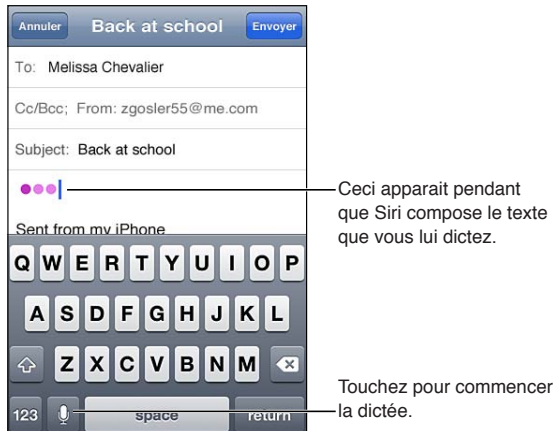 Annuler Back at school Envoyer
To: Melissa Chevalier
Cc/Bcc; From: zgosler55@me.com
Subject: Back at school
Ceci apparait pendant
que Siri compose le texte
que vous lui dictez.
Sent from my iPhone
Q W E R T Y U I O P
A S D F G H J K L
Z X C V B N M
Touchez pour commencer
la dictée.
123 space return